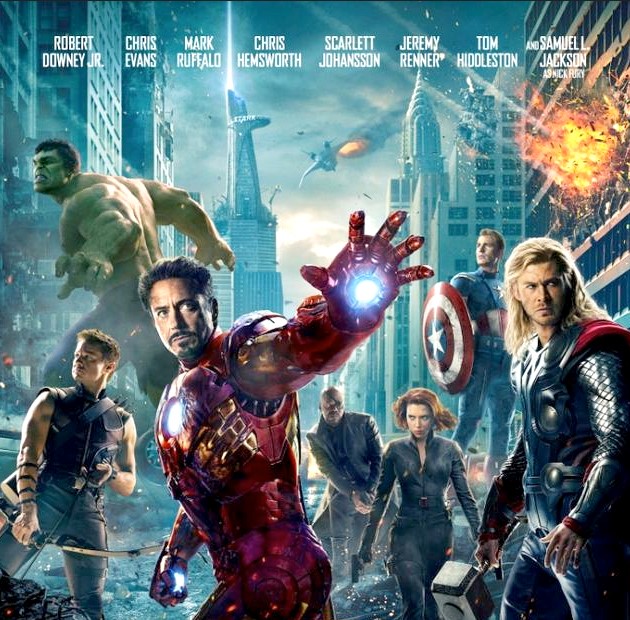 ROBERT
DOWNEY JR.
CHRIS
EVANS
MARK
RUFFALO
CHRIS
HEMSWORTH
SCARLETT
JOHANSSON
JEREMY
RENNER
TOM
HIDDLESTON
AND SAMUEL L.
JACKSON
AS NICK FURY
STARK